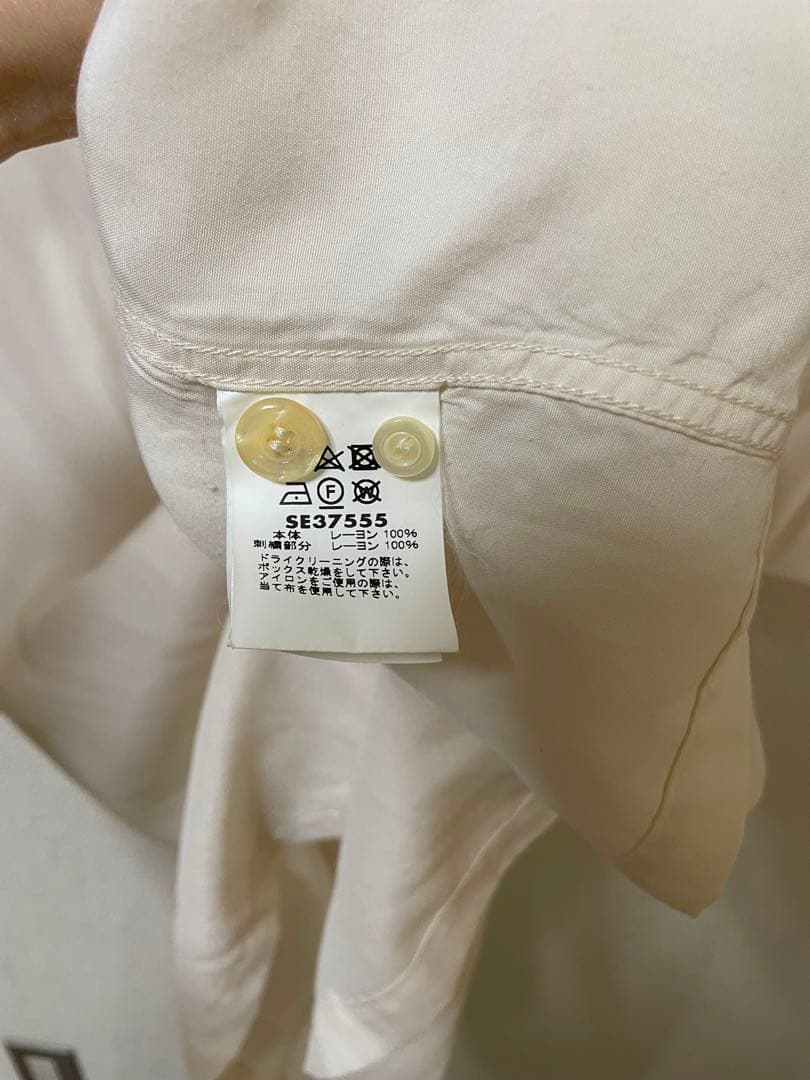 F W
SE37555
本体 レーヨン 100%
刺繍部分 レーヨン 100%
ドライクリーニングの際は、
ボックス乾燥をして下さい。
アイロンをご使用の際は、
当て布を使用して下さい。